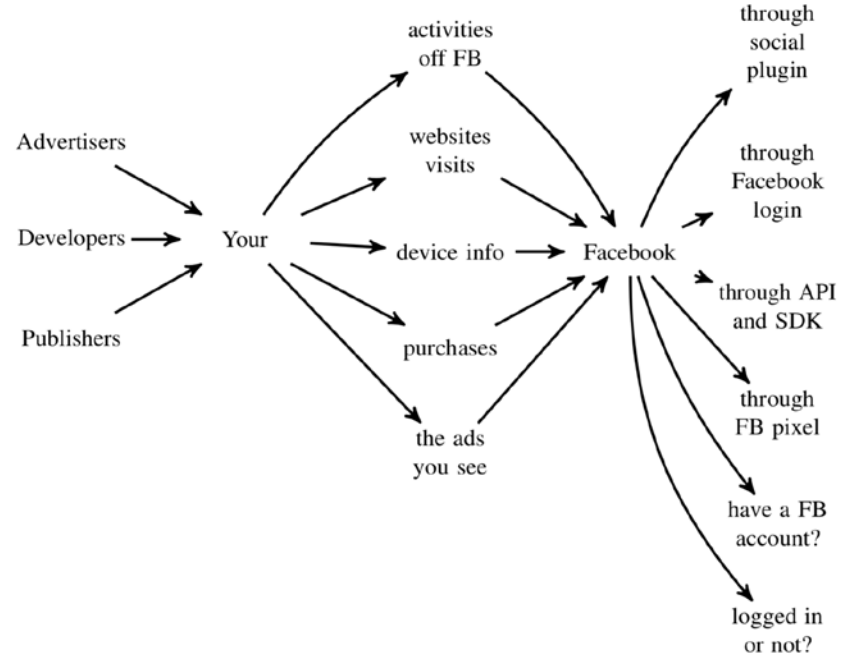 Advertisers
Developers
Publishers
Your
activities
off FB
websites
visits
device info
purchases
the ads
you see
Facebook
through
social
plugin
through
Facebook
login
through API
and SDK
through
FB pixel
have a FB
account?
logged in
or not?